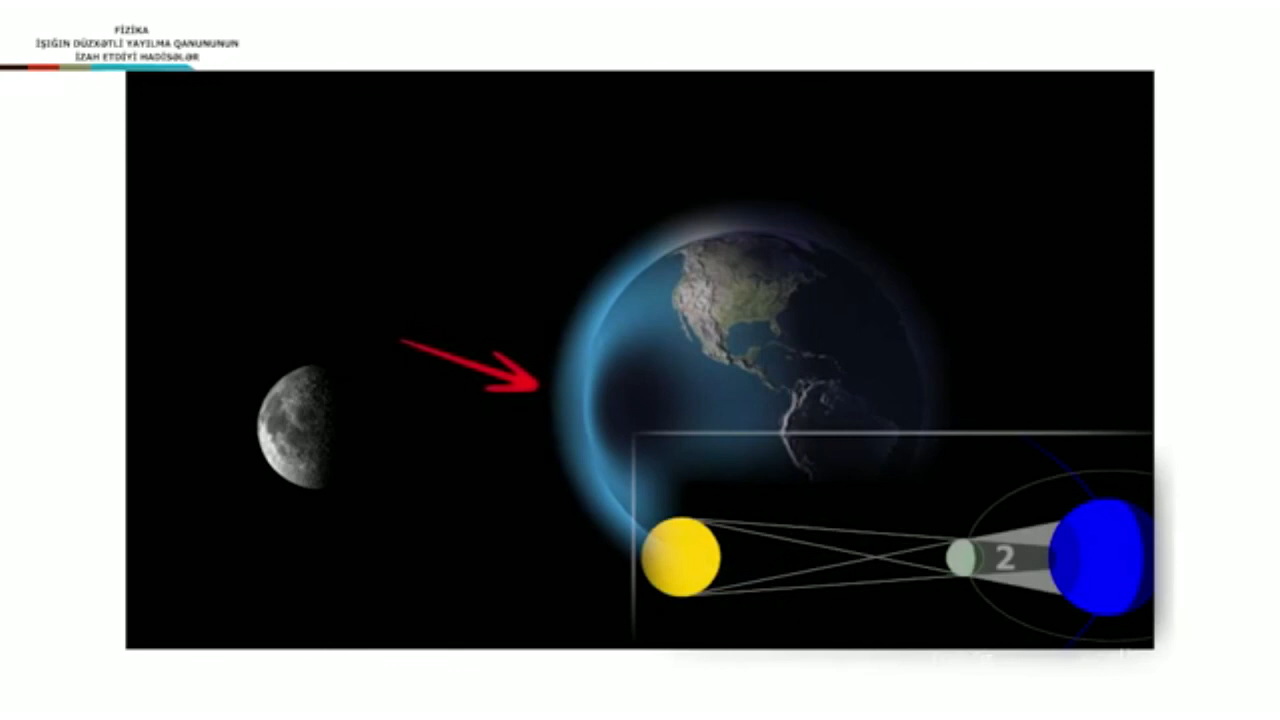 FİZİKA
İŞIĞIN DÜZXƏTLİ YAYILMA QANUNUNUN
İZAH ETDİYİ HADİSƏLƏR
2